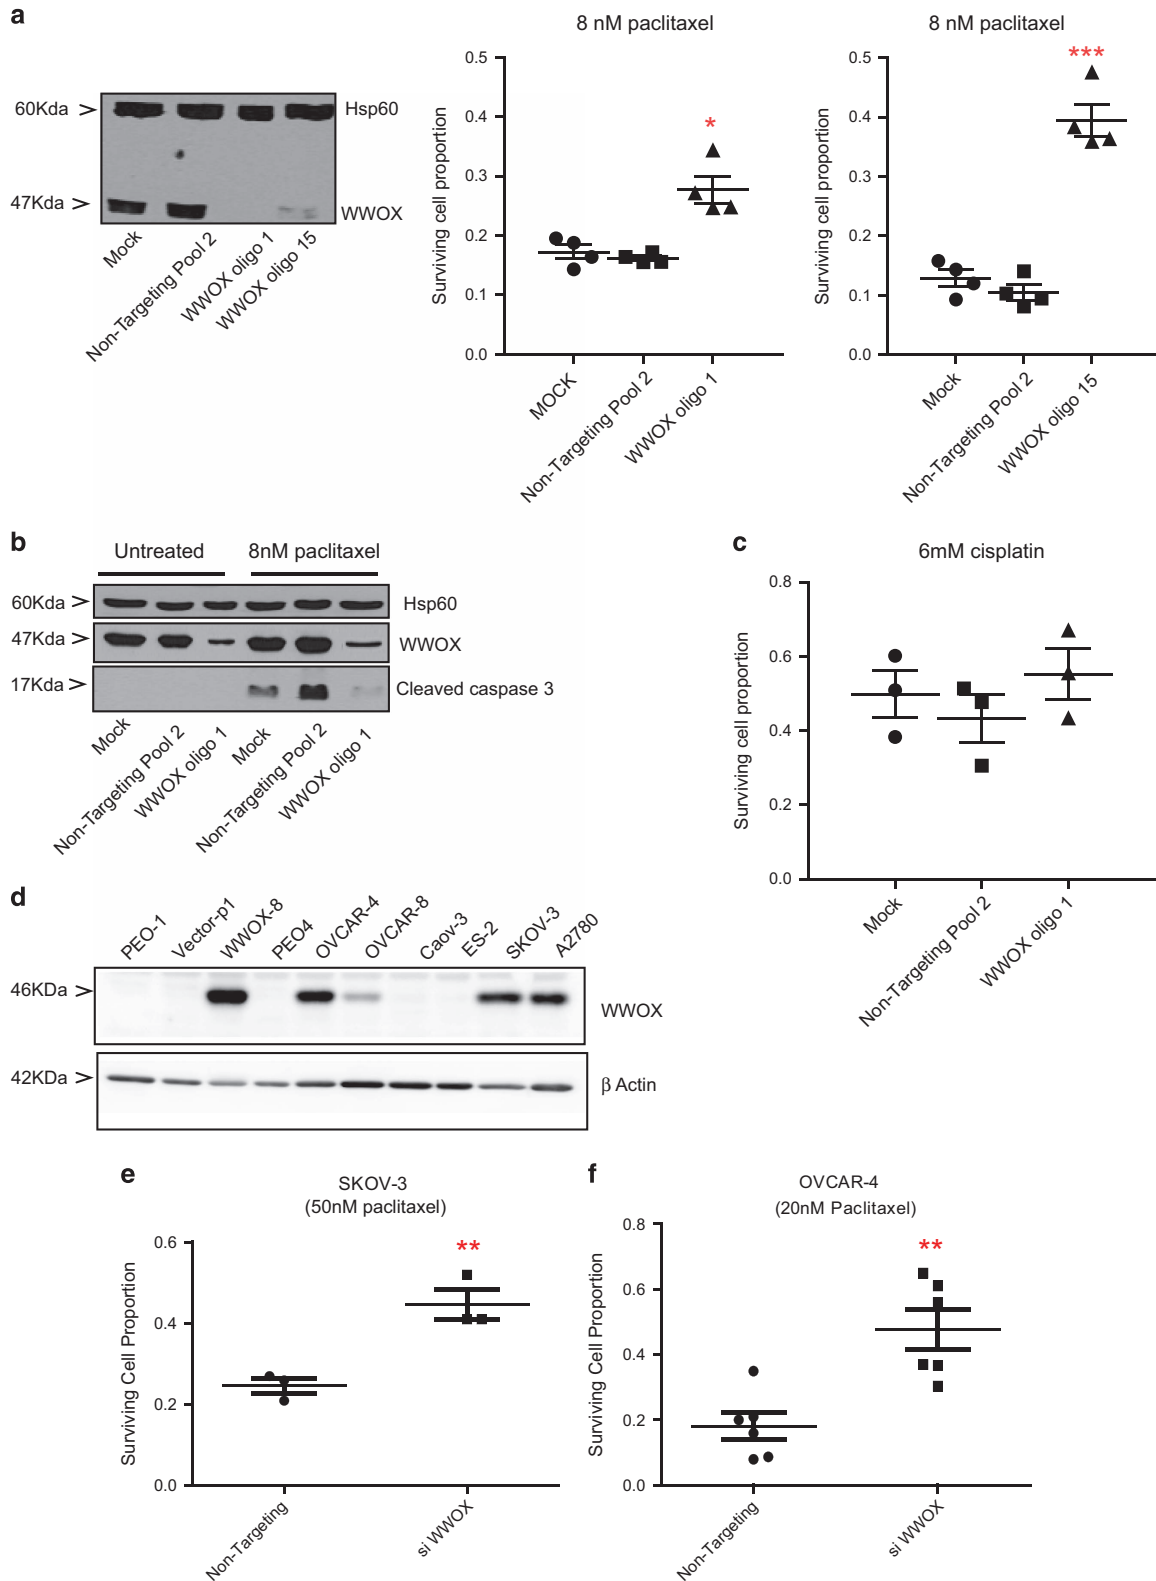 a
60Kda >
Hsp60
47Kda >
WWOX
Mock
Non-Targeting Pool 2
WWOX oligo 1
WWOX oligo 15
8 nM paclitaxel
Surviving cell proportion
0.5
0.4
0.3
0.2
0.1
0.0
*
MOCK
Non-Targeting Pool 2
WWOX oligo 1
8 nM paclitaxel
Surviving cell proportion
0.5
0.4
0.3
0.2
0.1
0.0
***
Mock
Non-Targeting Pool 2
WWOX oligo 15
b
Untreated
8nM paclitaxel
60Kda >
Hsp60
47Kda >
WWOX
17Kda >
Cleaved caspase 3
Mock
Non-Targeting Pool 2
WWOX oligo 1
Mock
Non-Targeting Pool 2
WWOX oligo 1
c
6mM cisplatin
Surviving cell proportion
0.8
0.6
0.4
0.2
0.0
Mock
Non-Targeting Pool 2
WWOX oligo 1
d
PEO-1
Vector-p1
WWOX-8
PEO4
OVCAR-4
OVCAR-8
Caov-3
ES-2
SKOV-3
A2780
46KDa >
WWOX
42KDa >
β Actin
e
SKOV-3
(50nM paclitaxel)
Surviving Cell Proportion
0.6
0.4
0.2
0.0
**
Non-Targeting
si WWOX
f
OVCAR-4
(20nM Paclitaxel)
Surviving Cell Proportion
0.8
0.6
0.4
0.2
0.0
**
Non-Targeting
si WWOX